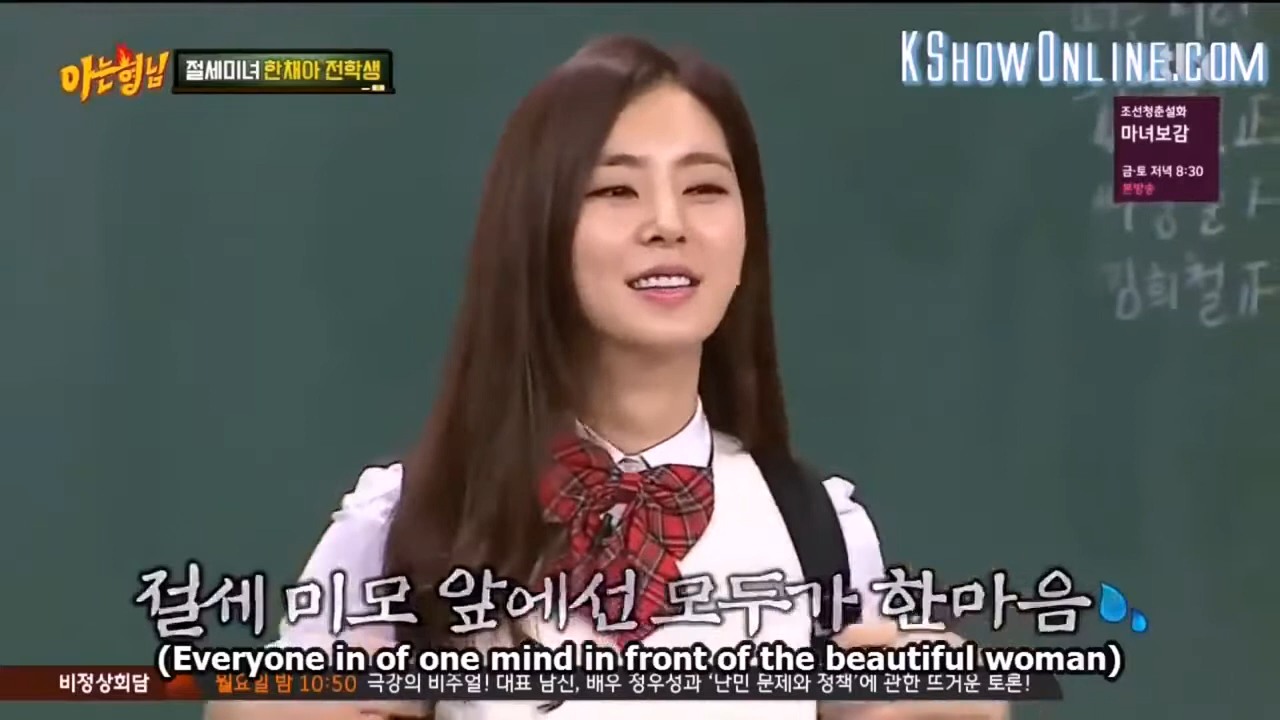 아는형님
절세미녀 한채아 전학생
KSHOWONLINE.COM
조선청춘설화
마녀보감
금·토 저녁 8:30
본방송
김희철 正
절세 미모 앞에선 모두가 한마음
(Everyone in of one mind in front of the beautiful woman)
비정상회담 월요일 밤 10:50 극강의 비주얼! 대표 남신, 배우 정우성과 ‘난민 문제와 정책’에 관한 뜨거운 토론!